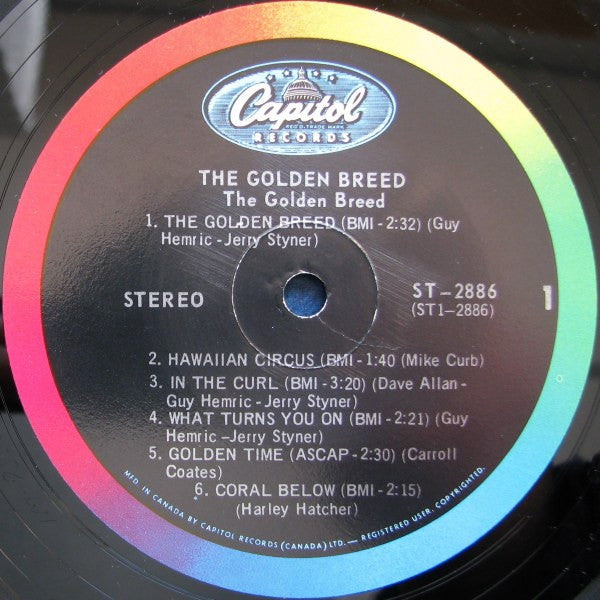 Capitol
REG'D. TRADE MARK
RECORDS
THE GOLDEN BREED
The Golden Breed
1. THE GOLDEN BREED (BMI - 2:32) (Guy
Hemric - Jerry Styner)
STEREO
ST-2886
(ST1-2886)
1
2. HAWAIIAN CIRCUS (BMI - 1:40 (Mike Curb)
3. IN THE CURL (BMI - 3:20) (Dave Allan -
Guy Hemric - Jerry Styner)
4. WHAT TURNS YOU ON (BMI - 2:21) (Guy
Hemric -Jerry Styner)
5. GOLDEN TIME (ASCAP - 2:30) (Carroll
Coates)
6. CORAL BELOW (BMI - 2:15)
(Harley Hatcher)
MFD. IN CANADA BY CAPITOL RECORDS (CANADA) LTD. — REGISTERED USER. COPYRIGHTED.